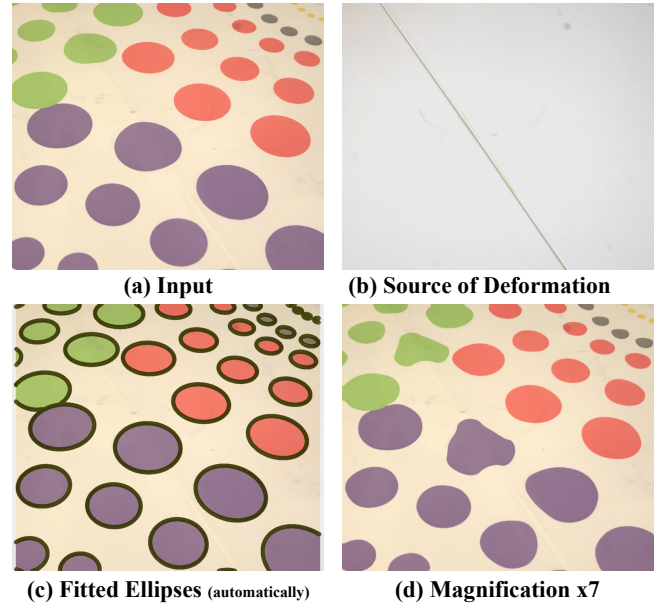 (a) Input
(b) Source of Deformation
(c) Fitted Ellipses (automatically)
(d) Magnification x7